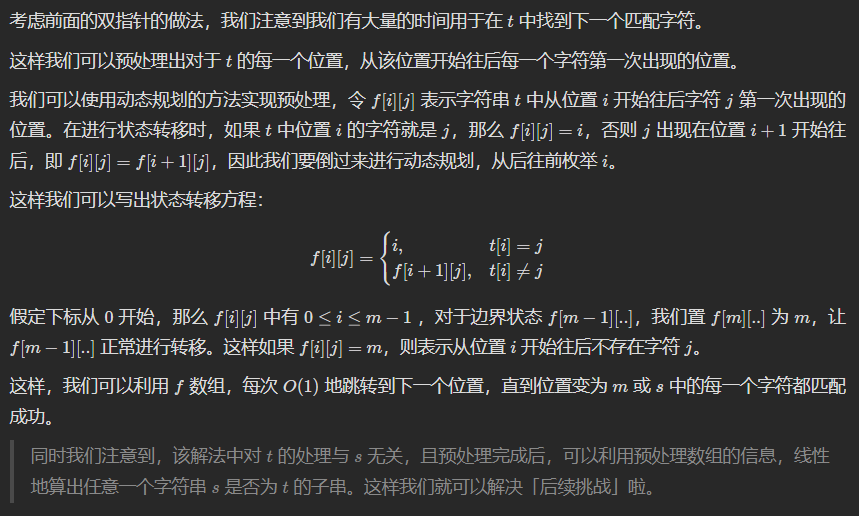 考虑前面的双指针的做法，我们注意到我们有大量的时间用于在 t 中找到下一个匹配字符。
这样我们可以预处理出对于 t 的每一个位置，从该位置开始往后每一个字符第一次出现的位置。
我们可以使用动态规划的方法实现预处理，令 f[i][j] 表示字符串 t 中从位置 i 开始往后字符 j 第一次出现的
位置。在进行状态转移时，如果 t 中位置 i 的字符就是 j，那么 f[i][j] = i，否则 j 出现在位置 i + 1 开始往
后，即 f[i][j] = f[i + 1][j]，因此我们要倒过来进行动态规划，从后往前枚举 i。
这样我们可以写出状态转移方程：
f[i][j] = { i, t[i] = j
f[i + 1][j], t[i] ≠ j
假定下标从 0 开始，那么 f[i][j] 中有 0 ≤ i ≤ m − 1 ，对于边界状态 f[m − 1][..]，我们置 f[m][..] 为 m，让
f[m − 1][..] 正常进行转移。这样如果 f[i][j] = m，则表示从位置 i 开始往后不存在字符 j。
这样，我们可以利用 f 数组，每次 O(1) 地跳转到下一个位置，直到位置变为 m 或 s 中的每一个字符都匹配
成功。
同时我们注意到，该解法中对 t 的处理与 s 无关，且预处理完成后，可以利用预处理数组的信息，线性
地算出任意一个字符串 s 是否为 t 的子串。这样我们就可以解决「后续挑战」啦。